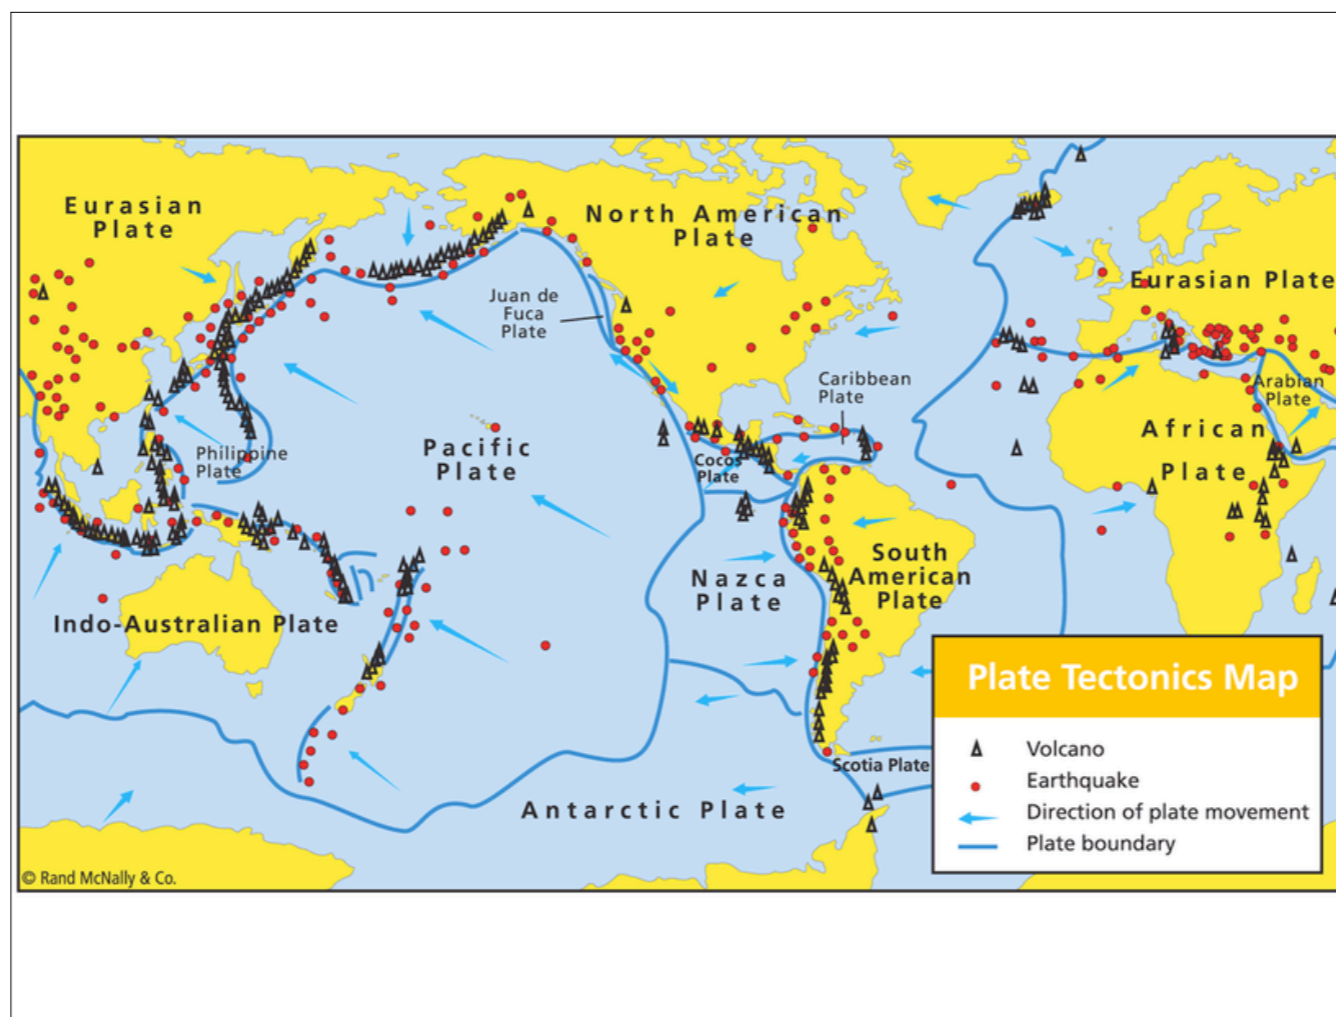 Eurasian
Plate
North American
Plate
Eurasian Plate
Juan de
Fuca
Plate
Caribbean
Plate
Arabian
Plate
African
Plate
Philippine
Plate
Pacific
Plate
Cocos
Plate
Nazca
Plate
South
American
Plate
Indo-Australian Plate
Scotia Plate
Antarctic Plate
Plate Tectonics Map
Volcano
Earthquake
Direction of plate movement
Plate boundary
© Rand McNally & Co.